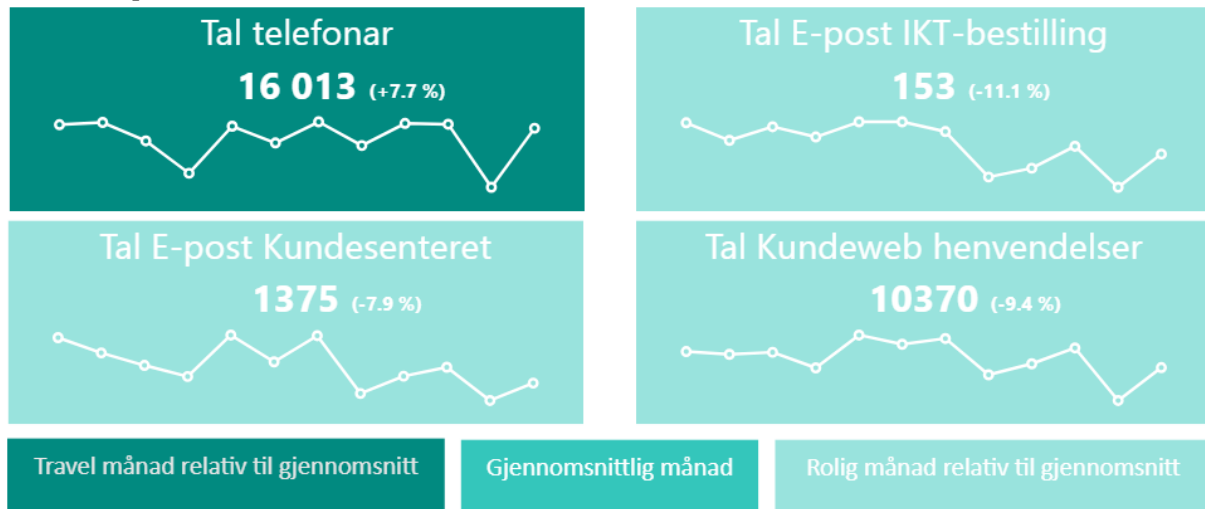 Tal telefonar
16 013 (+7.7 %)
Tal E-post IKT-bestilling
153 (-11.1 %)
Tal E-post Kundesenteret
1375 (-7.9 %)
Tal Kundeweb henvendelser
10370 (-9.4 %)
Travel månad relativ til gjennomsnitt
Gjennomsnittlig månad
Rolig månad relativ til gjennomsnitt